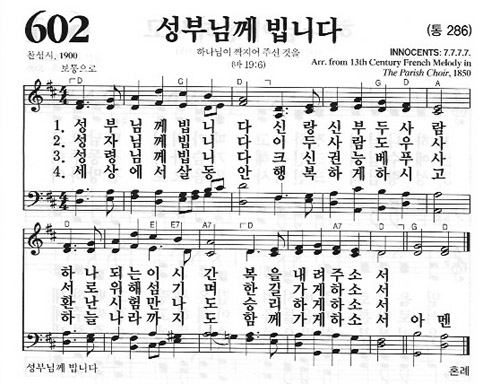 602
성부님께 빕니다
(통 286)
찬성시, 1900
하나님이 짝지어 주신 것을
(마 19:6)
INNOCENTS: 7.7.7.7.
Arr. from 13th Century French Melody in
The Parish Choir, 1850
보통으로
D D G D A
1. 성부님께 빕니다 신랑신부 두사람
2. 성자님께 빕니다 이 두사람 도우사
3. 성령님께 빕니다 크신권능 베푸사
4. 세상에서 살동안 행복하게 하시고
D E E7 A D A7 D A7 G D
하나되는 이시간 복을내려 주소서
서로위해 섬기며 한길가게 하소서
환난 험 만나도 승리하게 하소서
하늘나라 갈때도 함께가게 하소서 아멘
성부님께 빕니다
혼례